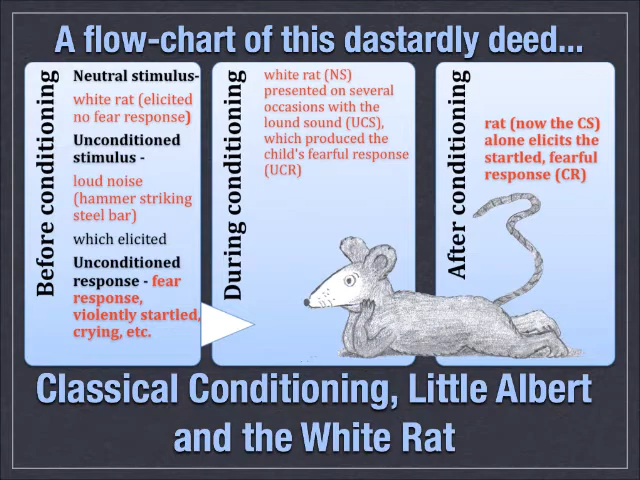 A flow-chart of this dastardly deed...
Before conditioning
Neutral stimulus-
white rat (elicited
no fear response)
Unconditioned
stimulus -
loud noise
(hammer striking
steel bar)
which elicited
Unconditioned
response - fear
response,
violently startled,
crying, etc.
During conditioning
white rat (NS)
presented on several
occasions with the
lound sound (UCS),
which produced the
child's fearful response
(UCR)
After conditioning
rat (now the CS)
alone elicits the
startled, fearful
response (CR)
Classical Conditioning, Little Albert
and the White Rat